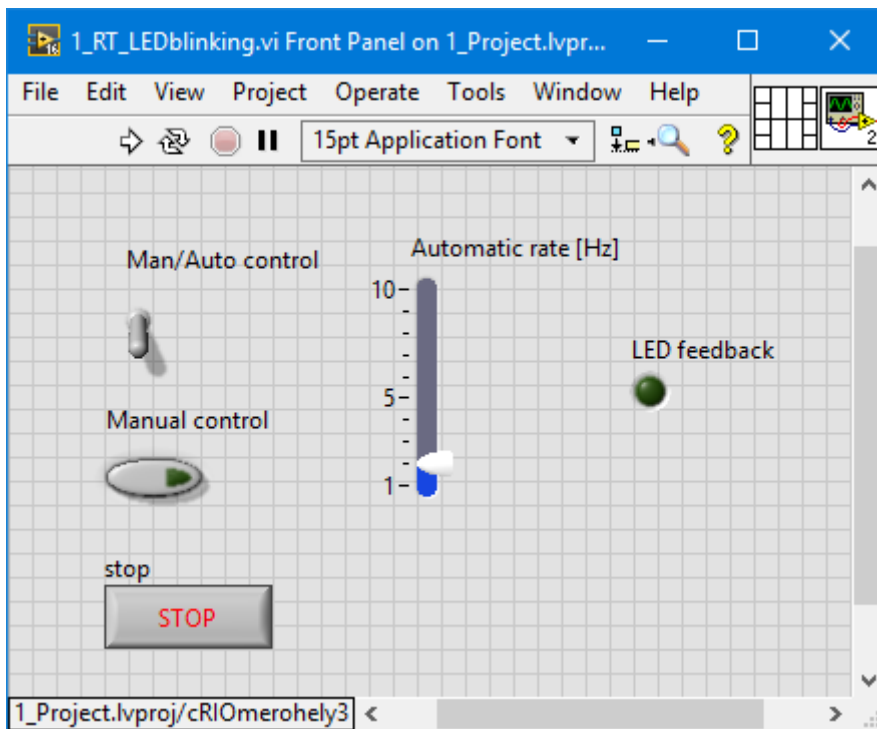 1_RT_LEDblinking.vi Front Panel on 1_Project.lvpr...
File Edit View Project Operate Tools Window Help
15pt Application Font
2
Man/Auto control
Automatic rate [Hz]
10
5
1
LED feedback
Manual control
stop
STOP
1_Project.lvproj/cRIOmerohely3